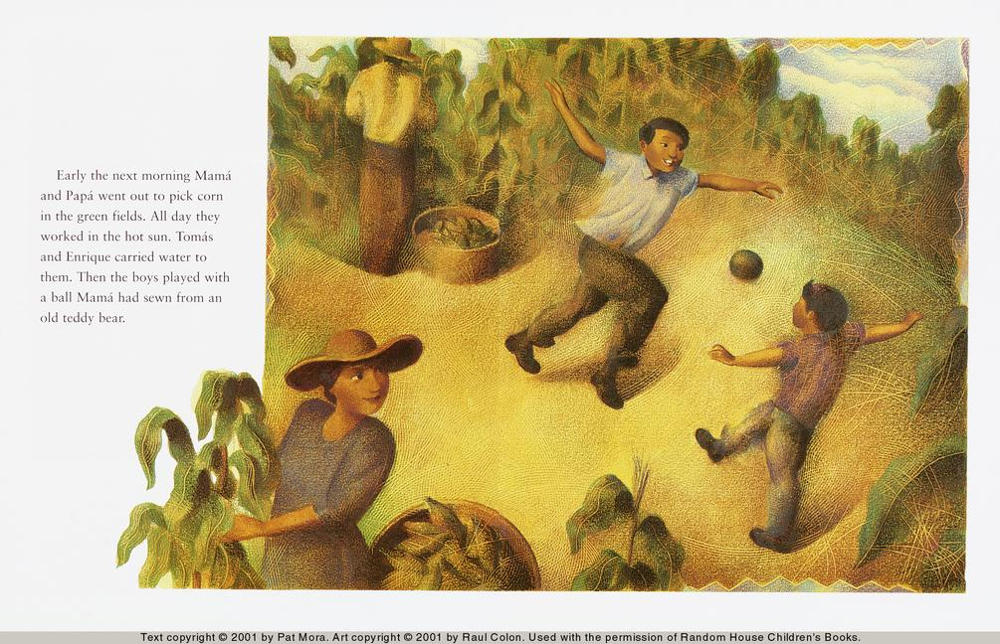 Early the next morning Mamá
and Papá went out to pick corn
in the green fields. All day they
worked in the hot sun. Tomás
and Enrique carried water to
them. Then the boys played with
a ball Mamá had sewn from an
old teddy bear.
Text copyright © 2001 by Pat Mora. Art copyright © 2001 by Raul Colon. Used with the permission of Random House Children's Books.